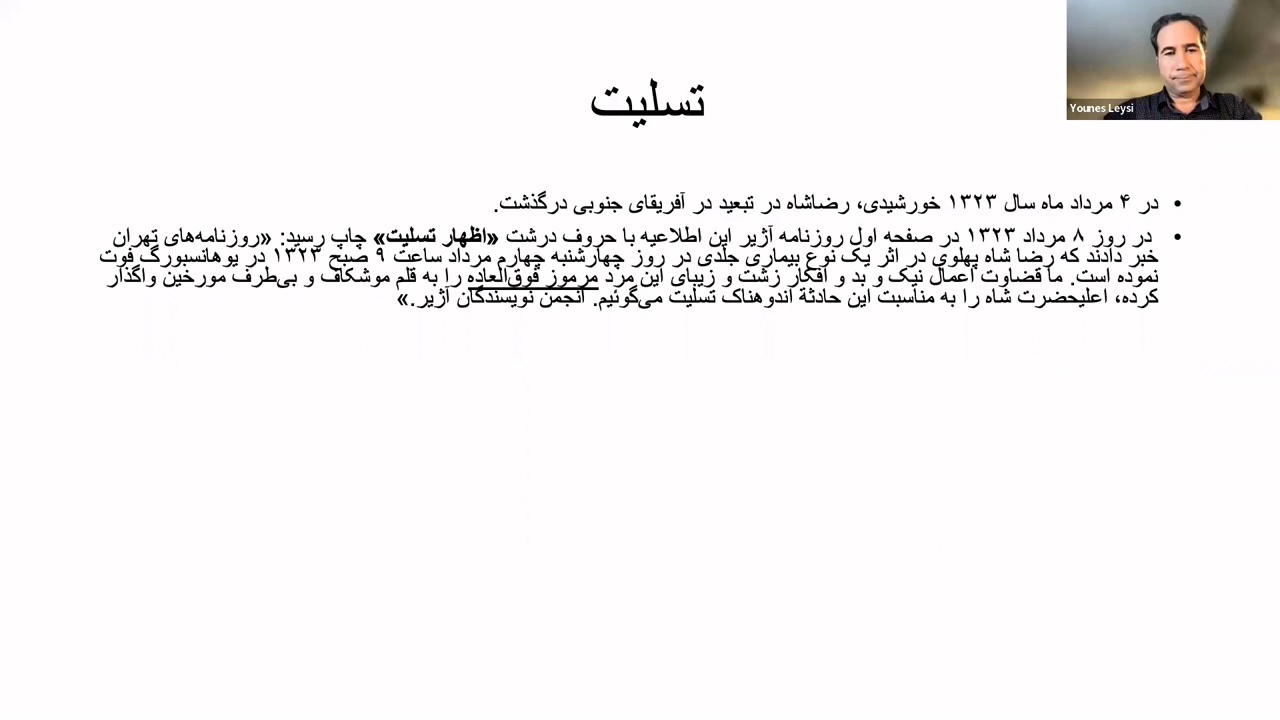 Younes Leysi
تسلیت
• در ۴ مرداد ماه سال ۱۳۲۳ خورشیدی، رضاشاه در تبعید در آفریقای جنوبی درگذشت.
• در روز ۸ مرداد ۱۳۲۳ در صفحه اول روزنامه آژیر این اطلاعیه با حروف درشت «اظهار تسلیت» چاپ رسید: «روزنامه‌های تهران
خبر دادند که رضا شاه پهلوی در اثر یک نوع بیماری جلدی در روز چهارشنبه چهارم مرداد ساعت ۹ صبح ۱۳۲۳ در یوهانسبورگ فوت
نموده است. ما قضاوت اعمال نیک و بد و افکار زشت و زیبای این مرد مرموز فوق‌العاده را به قلم موشکاف و بی‌طرف مورخین واگذار
کرده، اعلیحضرت شاه را به مناسبت این حادثهٔ اندوهناک تسلیت می‌گوئیم. انجمن نویسندگان آژیر.»